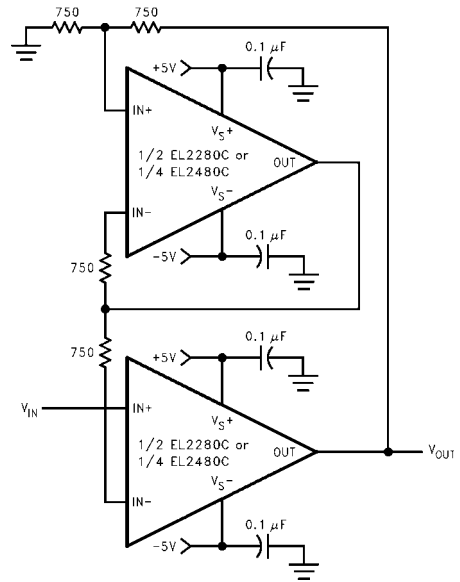 750
750
0.1 µF
+5V
IN+
VS+
1/2 EL2280C or
1/4 EL2480C
OUT
VS−
IN−
0.1 µF
−5V
750
750
0.1 µF
+5V
VIN
IN+
VS+
1/2 EL2280C or
1/4 EL2480C
OUT
VOUT
VS−
IN−
0.1 µF
−5V